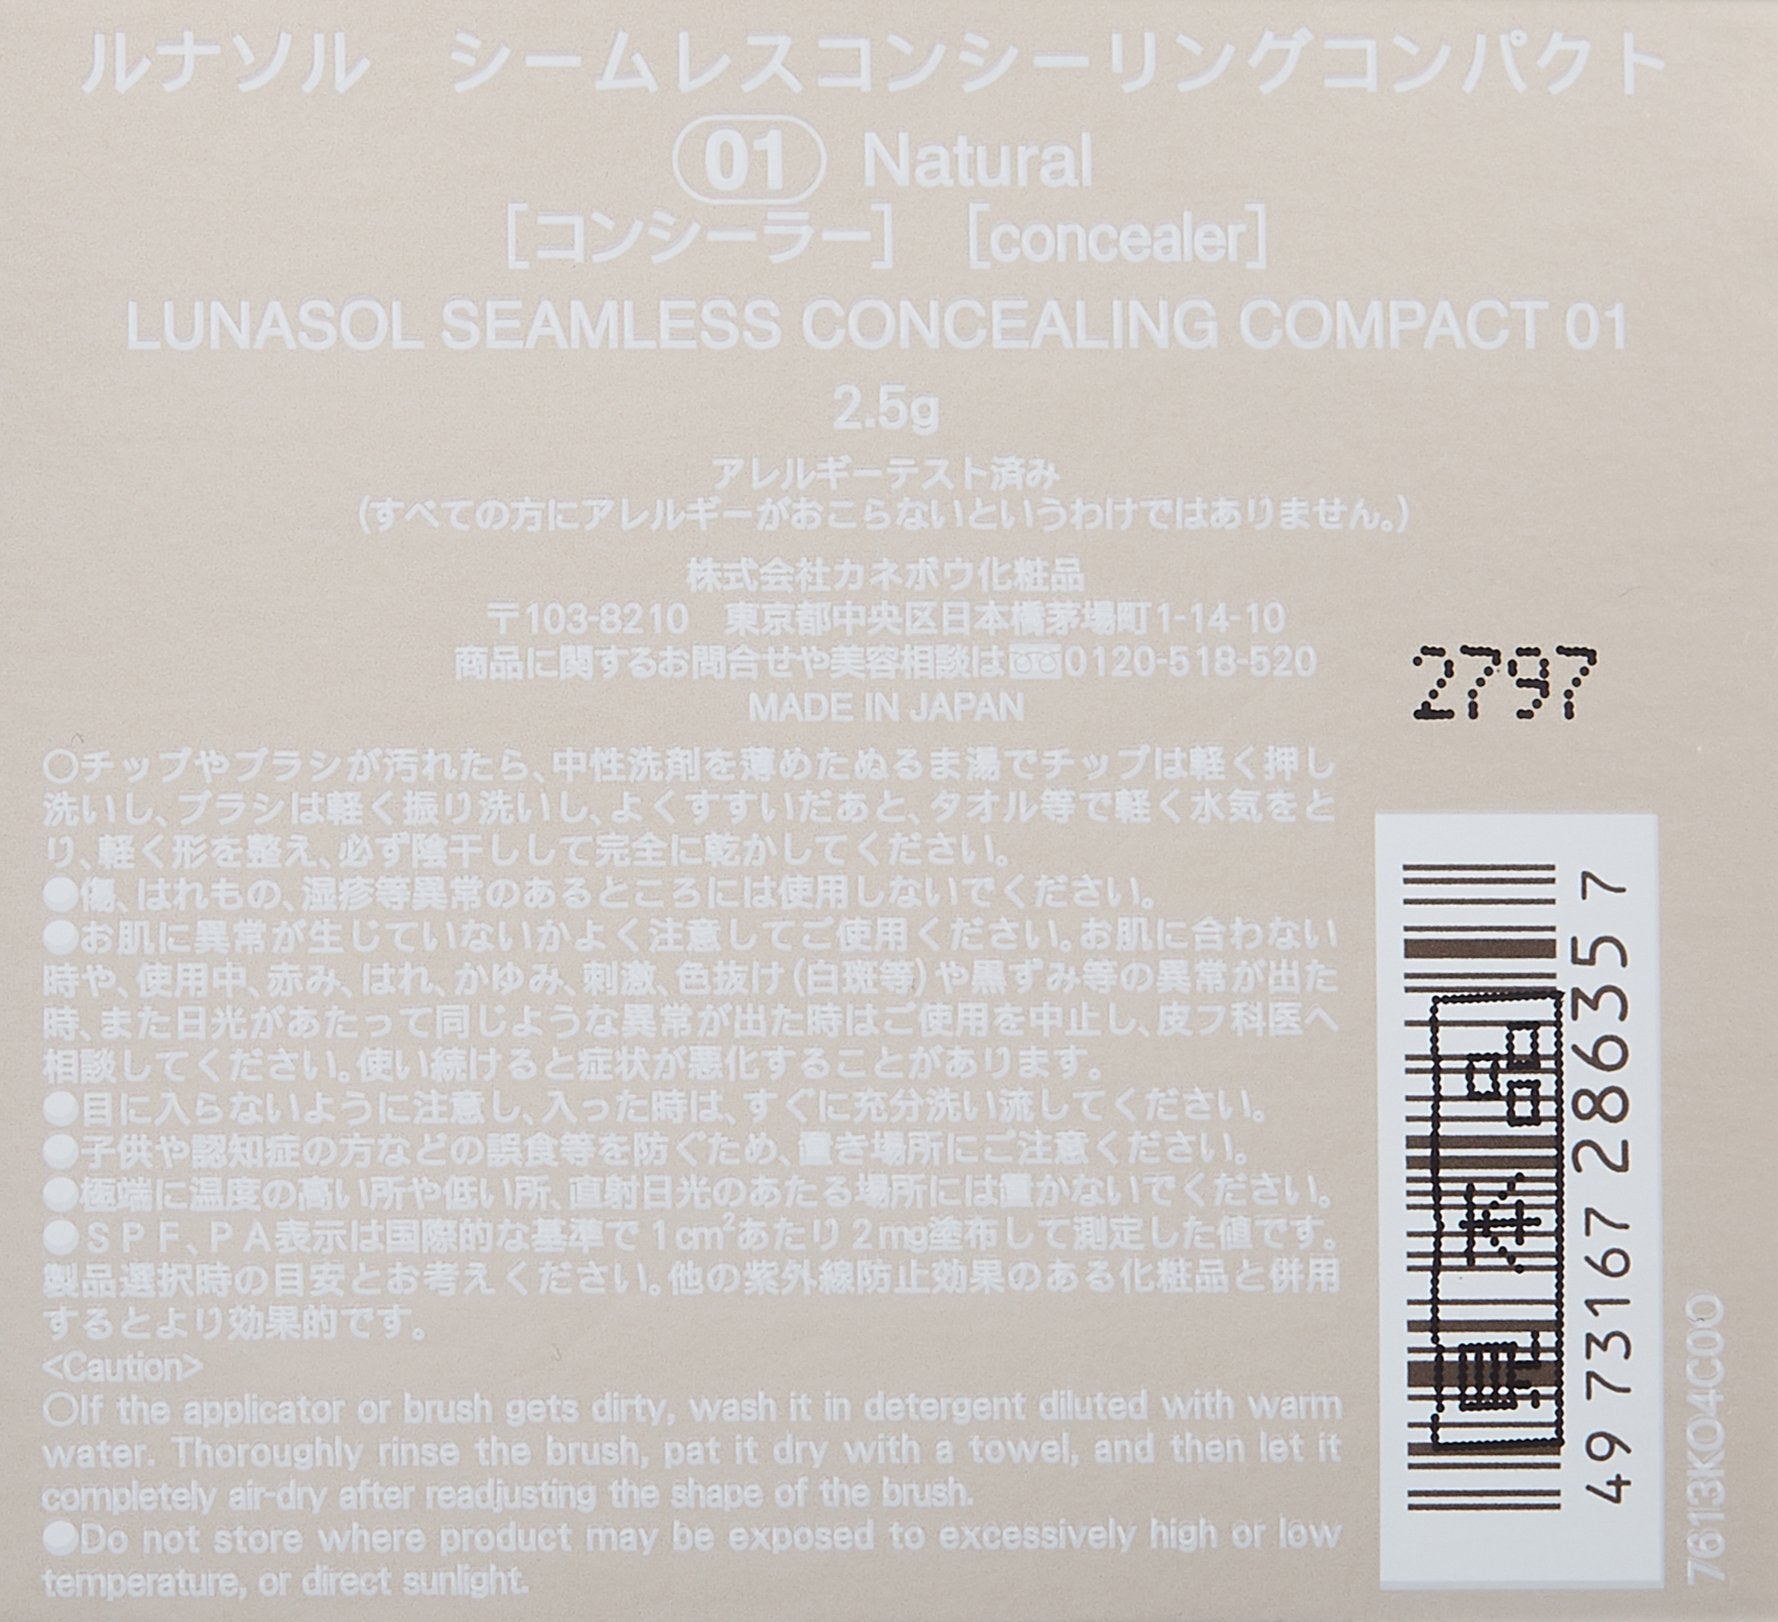 ルナソル　シームレスコンシーリングコンパクト
01 Natural
[コンシーラー]　[concealer]
LUNASOL SEAMLESS CONCEALING COMPACT 01
2.5g
アレルギーテスト済み
(すべての方にアレルギーがおこらないというわけではありません。)
株式会社カネボウ化粧品
〒103-8210　東京都中央区日本橋茅場町1-14-10
商品に関するお問合せや美容相談は0120-518-520
MADE IN JAPAN
○チップやブラシが汚れたら、中性洗剤を薄めたぬるま湯でチップは軽く押し
洗いし、ブラシは軽く振り洗いし、よくすすいだあと、タオル等で軽く水気をと
り、軽く形を整え、必ず陰干しして完全に乾かしてください。
●傷、はれもの、湿疹等異常のあるところには使用しないでください。
●お肌に異常が生じていないかよく注意してご使用ください。お肌に合わない
時や、使用中、赤み、はれ、かゆみ、刺激、色抜け(白斑等)や黒ずみ等の異常が出た
時、また日光があたって同じような異常が出た時はご使用を中止し、皮フ科医へ
相談してください。使い続けると症状が悪化することがあります。
●目に入らないように注意し、入った時は、すぐに充分洗い流してください。
●子供や認知症の方などの誤食等を防ぐため、置き場所にご注意ください。
●極端に温度の高い所や低い所、直射日光のあたる場所には置かないでください。
●SPF、PA表示は国際的な基準で1cm²あたり2mg塗布して測定した値です。
製品選択時の目安とお考えください。他の紫外線防止効果のある化粧品と併用
するとより効果的です。
<Caution>
○If the applicator or brush gets dirty, wash it in detergent diluted with warm
water. Thoroughly rinse the brush, pat it dry with a towel, and then let it
completely air-dry after readjusting the shape of the brush.
●Do not store where product may be exposed to excessively high or low
temperature, or direct sunlight.
2797
4973167286357
7613K04C00